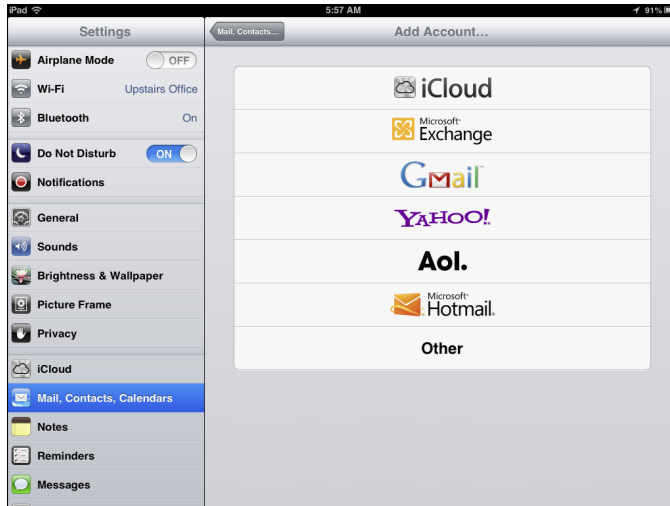 iPad 5:57 AM 91%
Settings
Mail, Contacts... Add Account...
Airplane Mode OFF
Wi-Fi Upstairs Office
Bluetooth On
Do Not Disturb ON
Notifications
General
Sounds
Brightness & Wallpaper
Picture Frame
Privacy
iCloud
Mail, Contacts, Calendars
Notes
Reminders
Messages
iCloud
Microsoft
Exchange
Gmail
YAHOO!
Aol.
Microsoft
Hotmail
Other